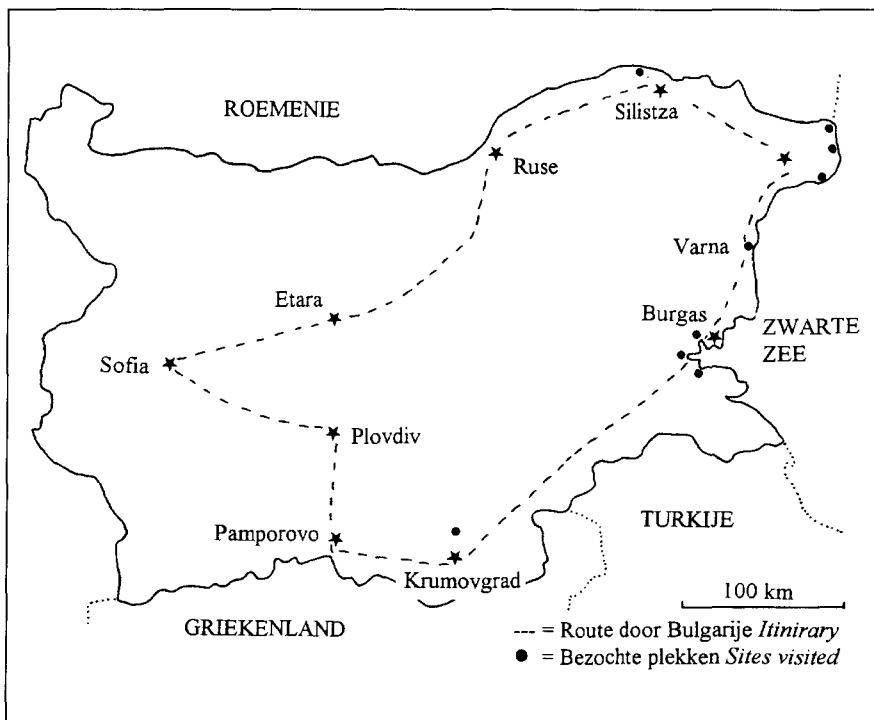 ROEMENIE
Silistza
Ruse
Varna
Etara
Burgas
ZWARTE
ZEE
Sofia
Plovdiv
TURKIJE
Pamporovo
Krumovgrad
100 km
GRIEKENLAND
--- = Route door Bulgarije Itinirary
● = Bezochte plekken Sites visited